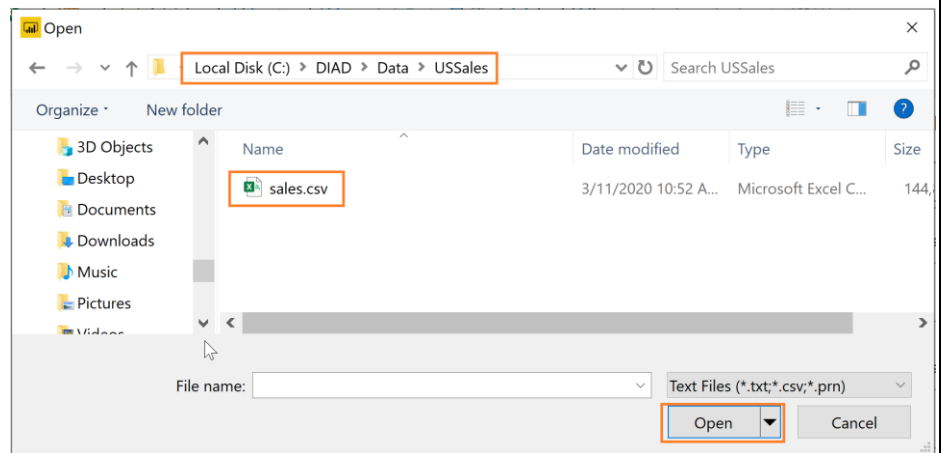 Open
Local Disk (C:) > DIAD > Data > USSales
Search USSales
Organize
New folder
?
3D Objects
Desktop
Documents
Downloads
Music
Pictures
Videos
Name
Date modified
Type
Size
sales.csv
3/11/2020 10:52 A...
Microsoft Excel C...
144,
File name:
Text Files (*.txt;*.csv;*.prn)
Open
Cancel